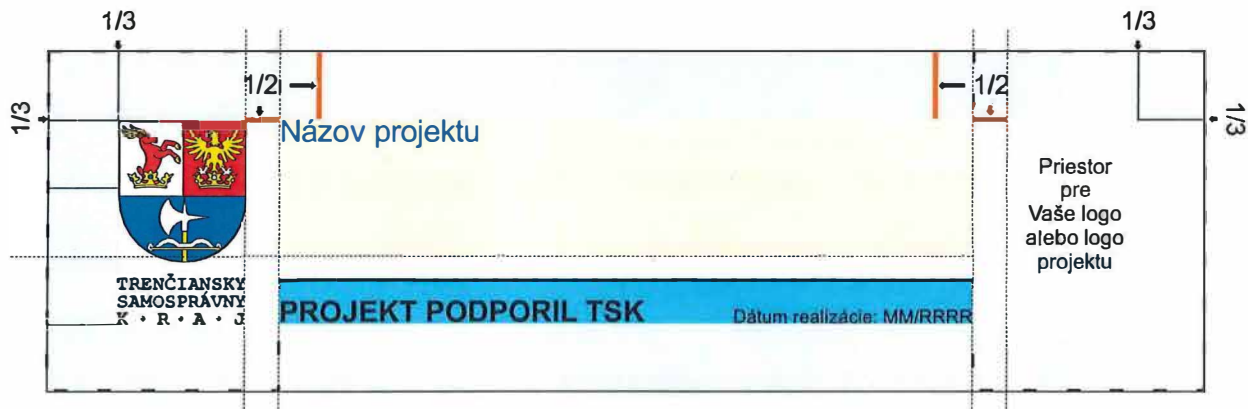 1/3
1/3
1/2
1/2
1/3
1/3
Názov projektu
Priestor
pre
Vaše logo
alebo logo
projektu
TRENČIANSKY
SAMOSPRÁVNY
K • R • A • J
PROJEKT PODPORIL TSK
Dátum realizácie: MM/RRRR